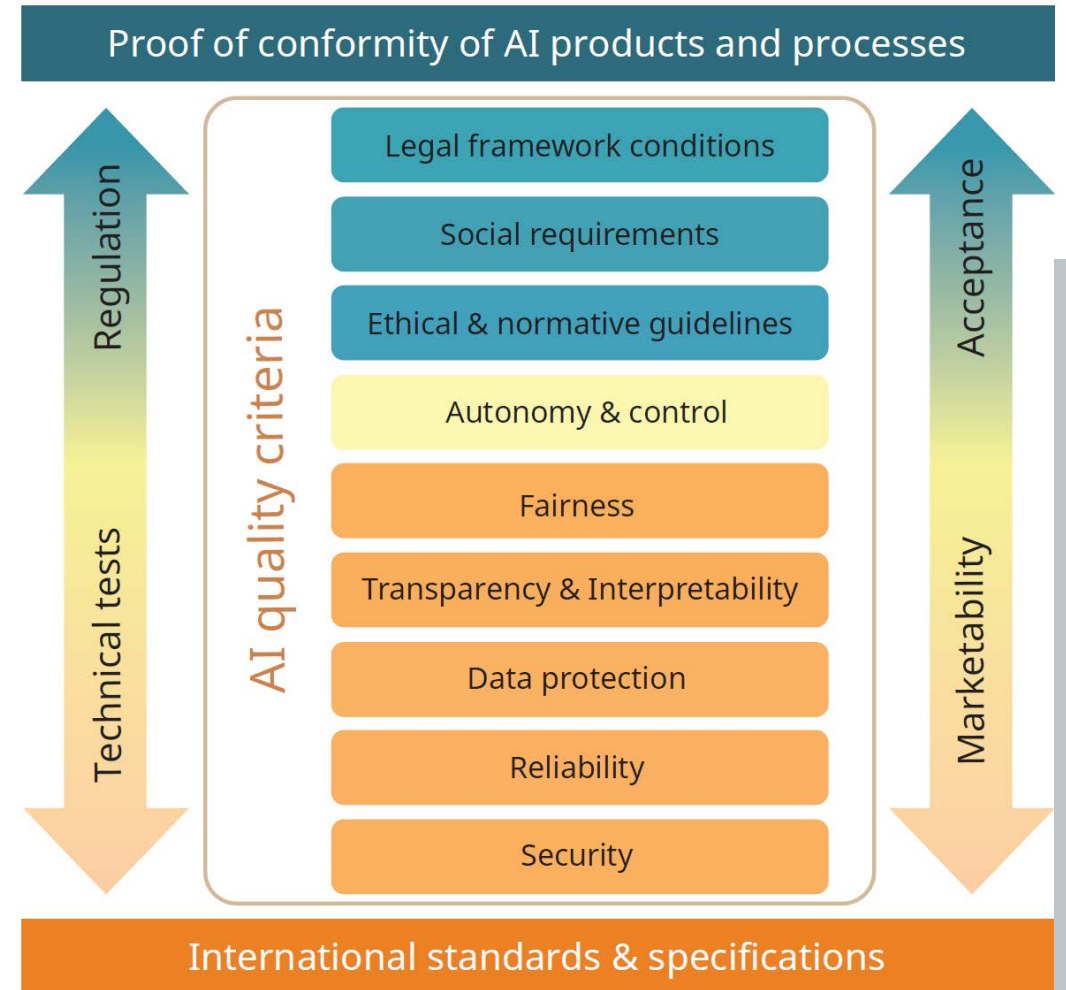 Proof of conformity of AI products and processes
Regulation
Technical tests
AI quality criteria
Legal framework conditions
Social requirements
Ethical & normative guidelines
Autonomy & control
Fairness
Transparency & Interpretability
Data protection
Reliability
Security
Acceptance
Marketability
International standards & specifications